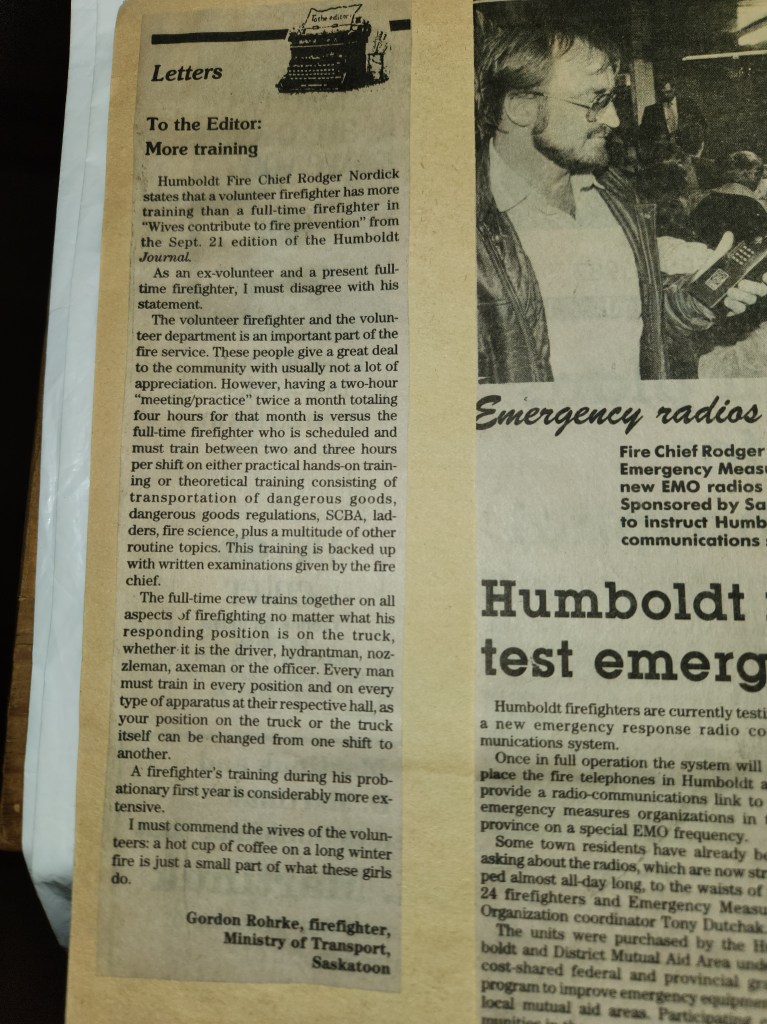 To the editor
Letters
To the Editor:
More training
Humboldt Fire Chief Rodger Nordick
states that a volunteer firefighter has more
training than a full-time firefighter in
"Wives contribute to fire prevention" from
the Sept. 21 edition of the Humboldt
Journal.
As an ex-volunteer and a present full-
time firefighter, I must disagree with his
statement.
The volunteer firefighter and the volun-
teer department is an important part of the
fire service. These people give a great deal
to the community with usually not a lot of
appreciation. However, having a two-hour
"meeting/practice" twice a month totaling
four hours for that month is versus the
full-time firefighter who is scheduled and
must train between two and three hours
per shift on either practical hands-on train-
ing or theoretical training consisting of
transportation of dangerous goods,
dangerous goods regulations, SCBA, lad-
ders, fire science, plus a multitude of other
routine topics. This training is backed up
with written examinations given by the fire
chief.
The full-time crew trains together on all
aspects of firefighting no matter what his
responding position is on the truck,
whether it is the driver, hydrantman, noz-
zleman, axeman or the officer. Every man
must train in every position and on every
type of apparatus at their respective hall, as
your position on the truck or the truck
itself can be changed from one shift to
another.
A firefighter's training during his prob-
ationary first year is considerably more ex-
tensive.
I must commend the wives of the volun-
teers: a hot cup of coffee on a long winter
fire is just a small part of what these girls
do.
Gordon Rohrke, firefighter,
Ministry of Transport,
Saskatoon
Emergency radios
Fire Chief Rodger
Emergency Measu
new EMO radios
Sponsored by Sa
to instruct Humb
communications
Humboldt
test emerg
Humboldt firefighters are currently testi
a new emergency response radio co
munications system.
Once in full operation the system will
place the fire telephones in Humboldt a
provide a radio-communications link to
emergency measures organizations in
province on a special EMO frequency.
Some town residents have already be
asking about the radios, which are now str
ped almost all-day long, to the waists of
24 firefighters and Emergency Measu
Organization coordinator Tony Dutchak.
The units were purchased by the H
boldt and District Mutual Aid Area und
cost-shared federal and provincial gra
program to improve emergency equipme
local mutual aid areas. Participating